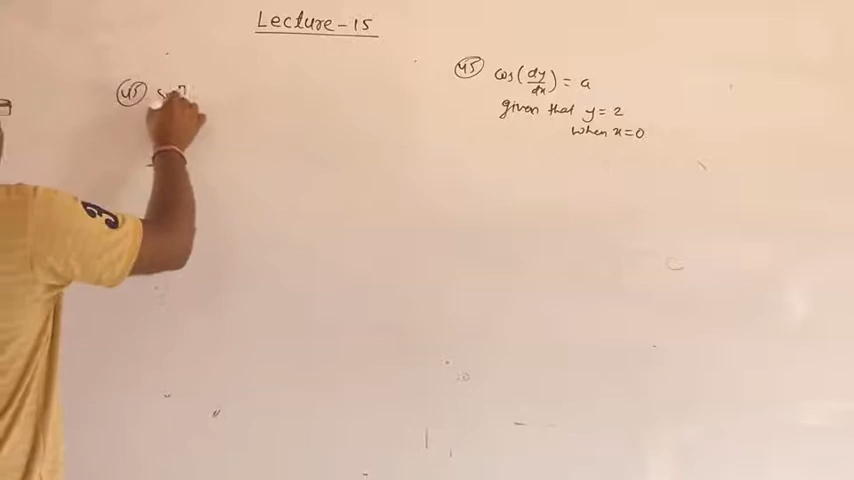 Lecture-15
45
45 cos(dy/dx) = a
given that y = 2
when x=0